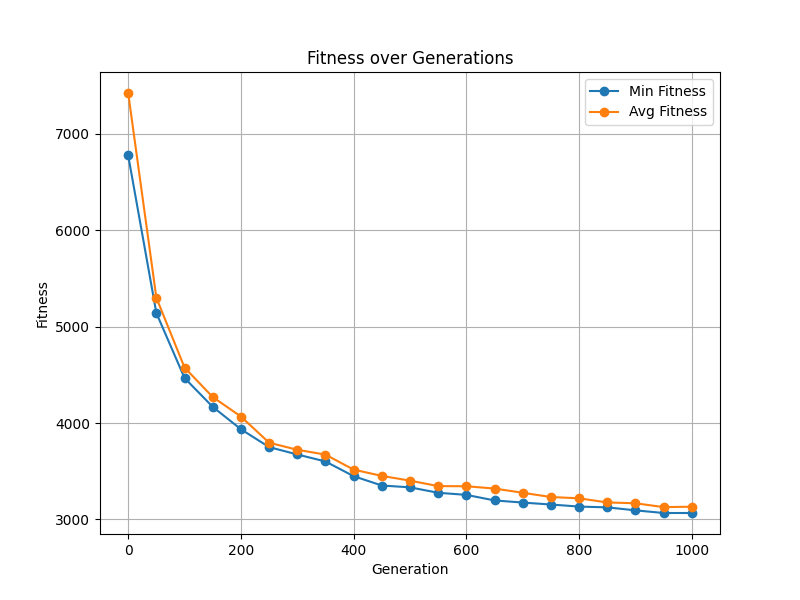 Fitness over Generations
Min Fitness
Avg Fitness
7000
6000
5000
4000
3000
Fitness
0 200 400 600 800 1000
Generation